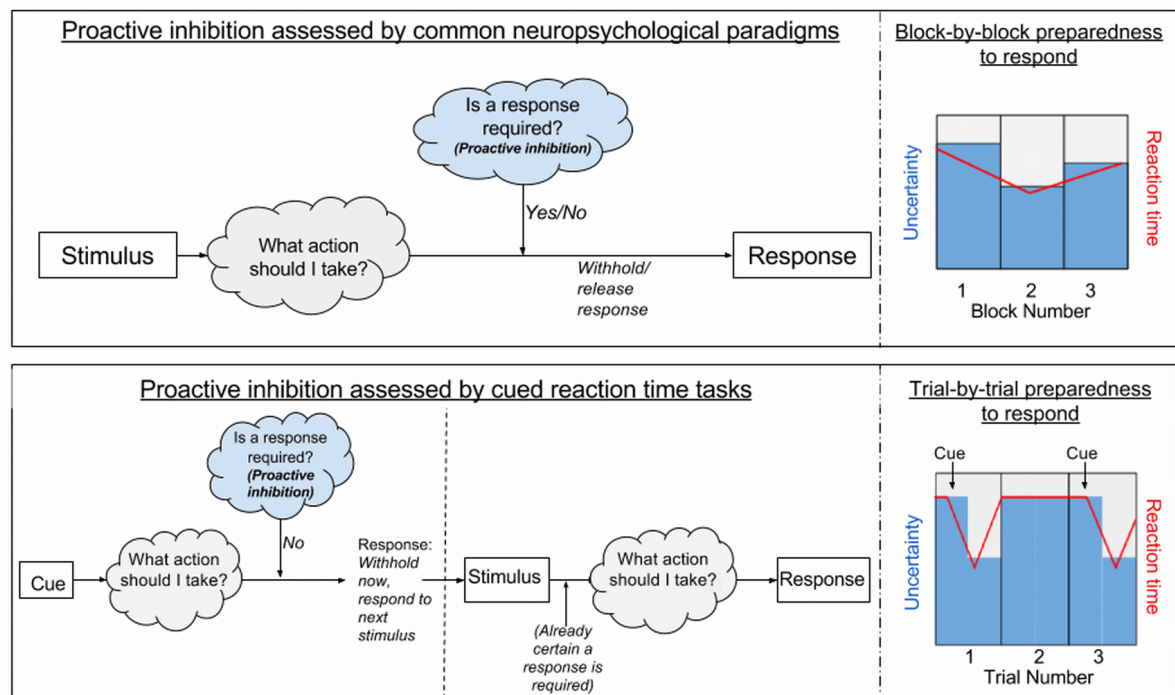 Proactive inhibition assessed by common neuropsychological paradigms
Is a response
required?
(Proactive inhibition)
Yes/No
Stimulus
What action
should I take?
Withhold/
release
response
Response
Block-by-block preparedness
to respond
Uncertainty
Reaction time
1 2 3
Block Number
Proactive inhibition assessed by cued reaction time tasks
Is a response
required?
(Proactive
inhibition)
No
Cue
What action
should I take?
Response:
Withhold
now,
respond to
next
stimulus
Stimulus
(Already
certain a
response is
required)
What action
should I take?
Response
Trial-by-trial preparedness
to respond
Cue Cue
Uncertainty
Reaction time
1 2 3
Trial Number